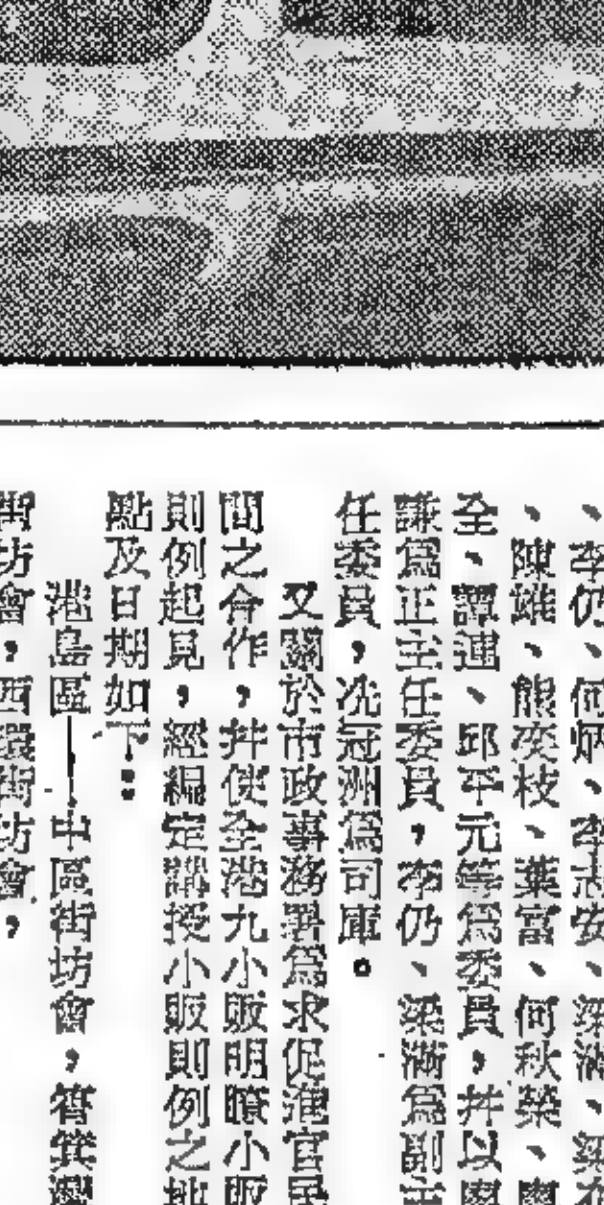 、李仍、何炳、李志安、梁滿、梁
、陳雄、熊奕枝、葉富、何秋榮、
全、譚連、邱平元等爲委員，幷以
謙爲正主任委員，李仍、梁滿爲副主
任委員，冼冠洲爲司庫。
又關於市政事務署爲求促進官民
間之合作，幷使全港九小販明瞭小販
則例起見，經編定講授小販則例之地
點及日期如下：
港島區——中區街坊會，筲箕灣
街坊會，西環街坊會，